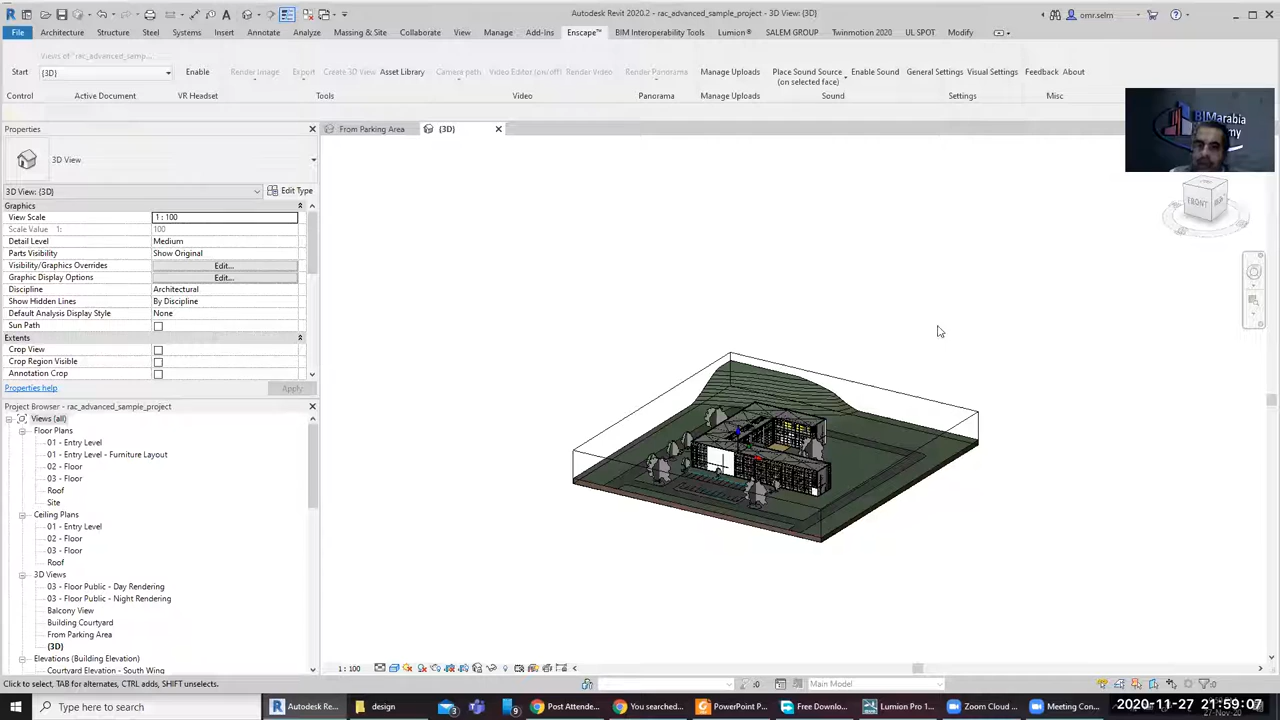 Autodesk Revit 2020.2 - rac_advanced_sample_project - 3D View: {3D}
omr.selm
File Architecture Structure Steel Systems Insert Annotate Analyze Massing & Site Collaborate View Manage Add-Ins Enscape™ BIM Interoperability Tools Lumion® SALEM GROUP Twinmotion 2020 UL SPOT Modify
Views of "rac_advanced_samp...
Start {3D} Enable Render Image Export Create 3D View Asset Library Camera path Video Editor (on/off) Render Video Render Panorama Manage Uploads Place Sound Source (on selected face) Enable Sound General Settings Visual Settings Feedback About
Control Active Document VR Headset Tools Video Panorama Manage Uploads Sound Settings Misc
BIMarabia
Properties
From Parking Area
{3D}
3D View
3D View: {3D} Edit Type
Graphics
View Scale 1 : 100
Scale Value 1: 100
Detail Level Medium
Parts Visibility Show Original
Visibility/Graphics Overrides Edit...
Graphic Display Options Edit...
Discipline Architectural
Show Hidden Lines By Discipline
Default Analysis Display Style None
Sun Path
Extents
Crop View
Crop Region Visible
Annotation Crop
Properties help Apply
FRONT
Project Browser - rac_advanced_sample_project
Views (all)
Floor Plans
01 - Entry Level
01 - Entry Level - Furniture Layout
02 - Floor
03 - Floor
Roof
Site
Ceiling Plans
01 - Entry Level
02 - Floor
03 - Floor
Roof
3D Views
03 - Floor Public - Day Rendering
03 - Floor Public - Night Rendering
Balcony View
Building Courtyard
From Parking Area
{3D}
Elevations (Building Elevation)
Courtyard Elevation - South Wing
1 : 100
Click to select, TAB for alternates, CTRL adds, SHIFT unselects. :0 Main Model :0
Type here to search Autodesk Re... design Post Attende... You searched... PowerPoint P... Free Downlo... Lumion Pro 1... Zoom Cloud ... Meeting Con...
2020-11-27 21:59:07